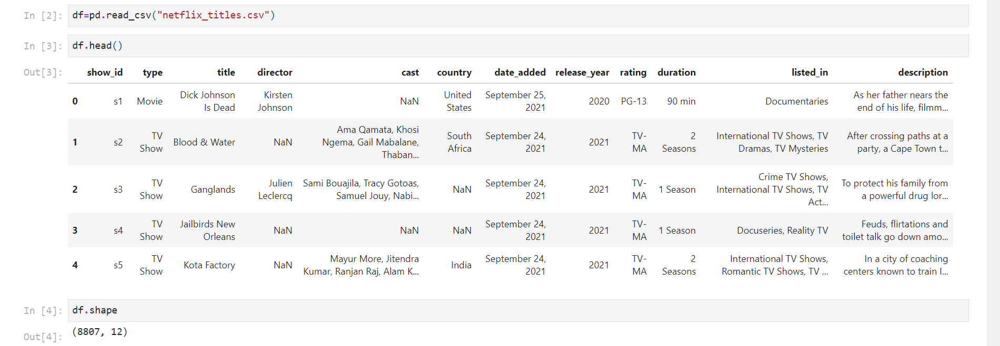 In [2]: df=pd.read_csv("netflix_titles.csv")
In [3]: df.head()
Out[3]: show_id type title director cast country date_added release_year rating duration listed_in description
0 s1 Movie Dick Johnson Is Dead Kirsten Johnson NaN United States September 25, 2021 2020 PG-13 90 min Documentaries As her father nears the end of his life, filmm...
1 s2 TV Show Blood & Water NaN Ama Qamata, Khosi Ngema, Gail Mabalane, Thaban... South Africa September 24, 2021 2021 TV-MA 2 Seasons International TV Shows, TV Dramas, TV Mysteries After crossing paths at a party, a Cape Town t...
2 s3 TV Show Ganglands Julien Leclercq Sami Bouajila, Tracy Gotoas, Samuel Jouy, Nabi... NaN September 24, 2021 2021 TV-MA 1 Season Crime TV Shows, International TV Shows, TV Act... To protect his family from a powerful drug lor...
3 s4 TV Show Jailbirds New Orleans NaN NaN NaN September 24, 2021 2021 TV-MA 1 Season Docuseries, Reality TV Feuds, flirtations and toilet talk go down amo...
4 s5 TV Show Kota Factory NaN Mayur More, Jitendra Kumar, Ranjan Raj, Alam K... India September 24, 2021 2021 TV-MA 2 Seasons International TV Shows, Romantic TV Shows, TV ... In a city of coaching centers known to train I...
In [4]: df.shape
Out[4]: (8807, 12)